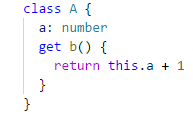 class A {
  a: number
  get b() {
    return this.a + 1
  }
}